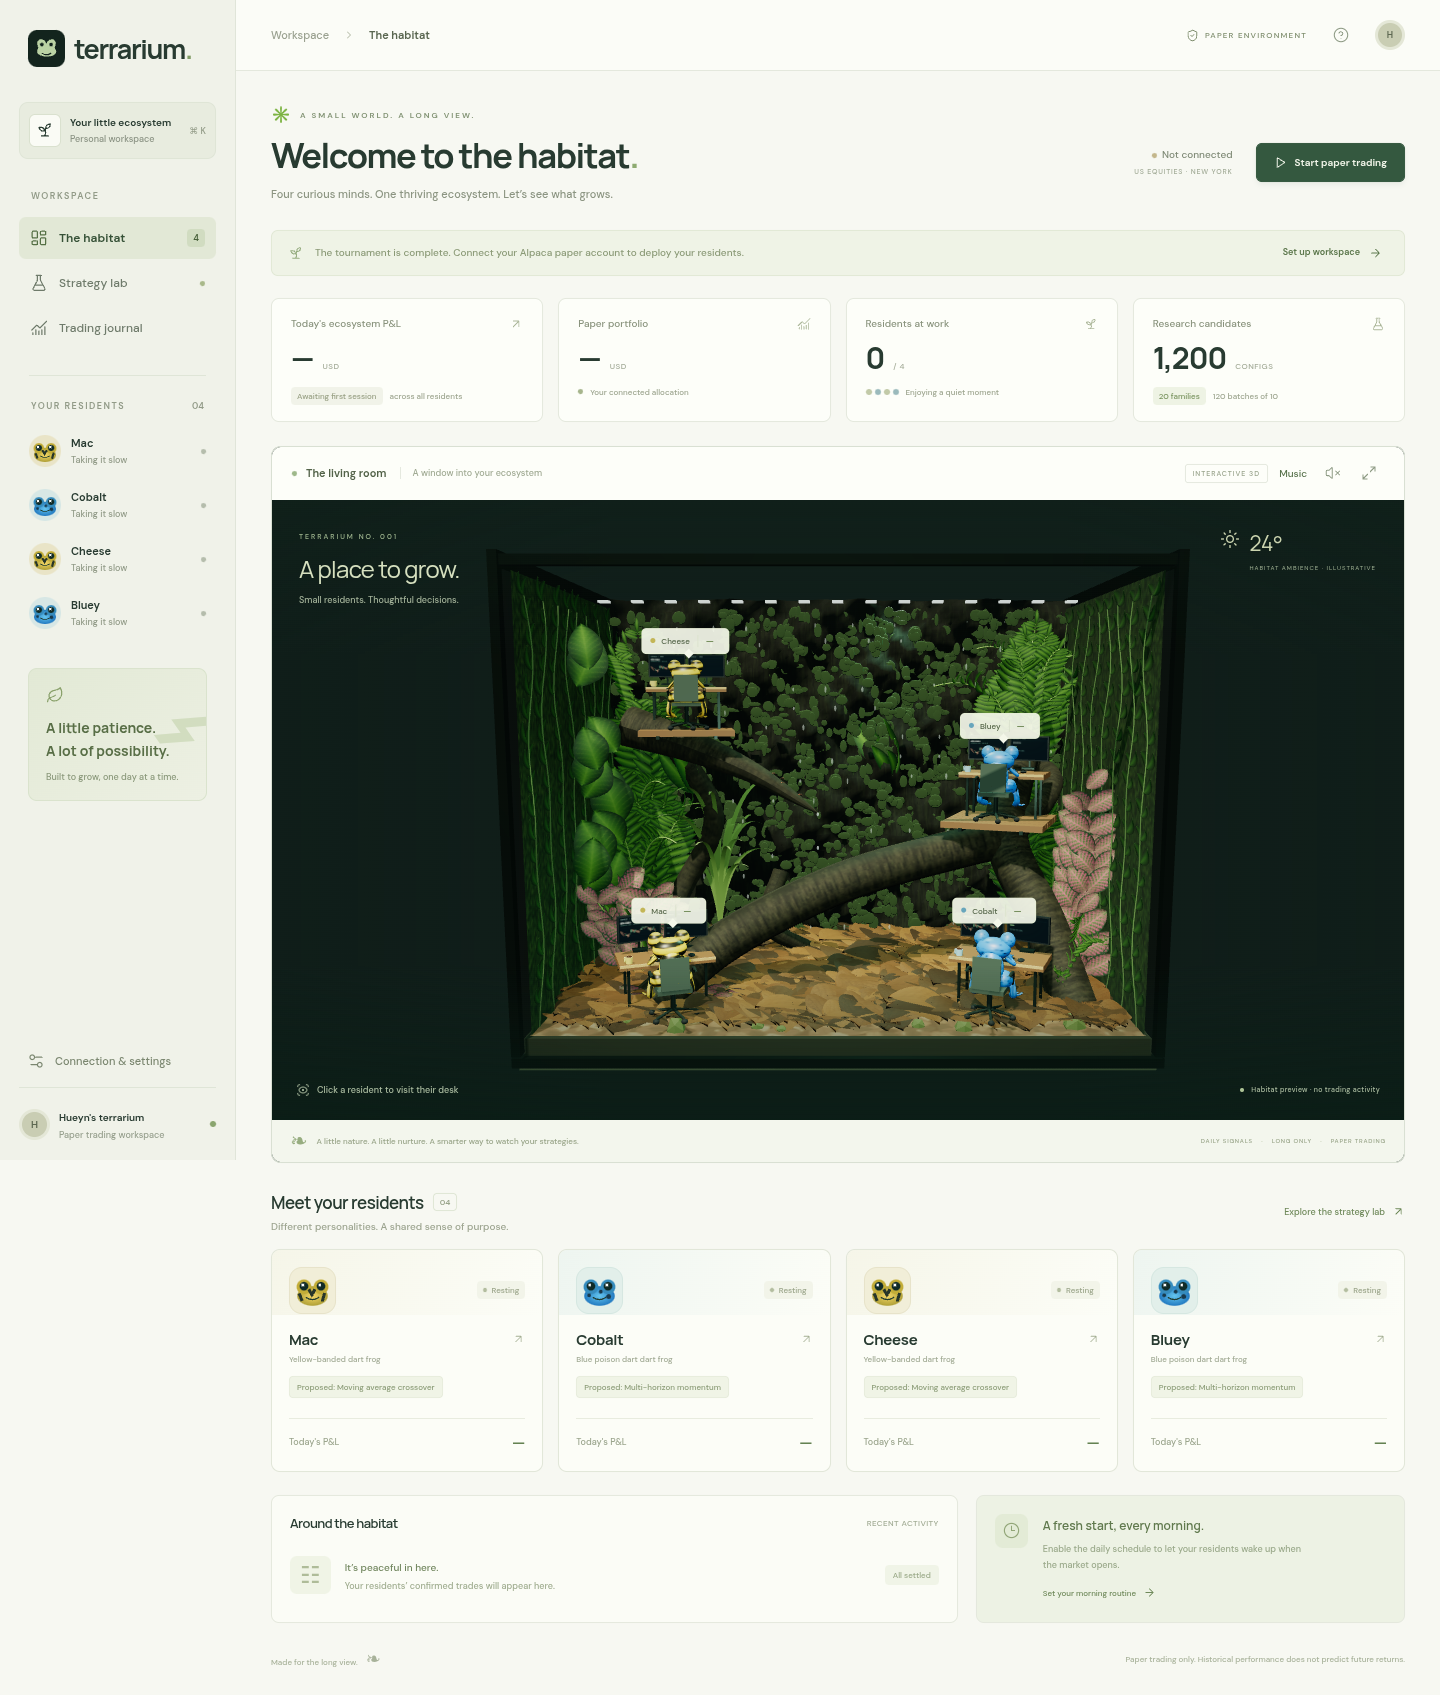 terrarium.
Your little ecosystem
Personal workspace
⌘ K
WORKSPACE
The habitat
4
Strategy lab
Trading journal
YOUR RESIDENTS
04
Mac
Taking it slow
Cobalt
Taking it slow
Cheese
Taking it slow
Bluey
Taking it slow
A little patience.
A lot of possibility.
Built to grow, one day at a time.
Connection & settings
H
Hueyn's terrarium
Paper trading workspace
Workspace
The habitat
PAPER ENVIRONMENT
H
A SMALL WORLD. A LONG VIEW.
Welcome to the habitat.
Four curious minds. One thriving ecosystem. Let's see what grows.
Not connected
US EQUITIES · NEW YORK
Start paper trading
The tournament is complete. Connect your Alpaca paper account to deploy your residents.
Set up workspace
Today's ecosystem P&L
— USD
Awaiting first session
across all residents
Paper portfolio
— USD
Your connected allocation
Residents at work
0 / 4
Enjoying a quiet moment
Research candidates
1,200 CONFIGS
20 families
120 batches of 10
The living room
A window into your ecosystem
INTERACTIVE 3D
Music
TERRARIUM NO. 001
A place to grow.
Small residents. Thoughtful decisions.
24°
HABITAT AMBIENCE · ILLUSTRATIVE
Cheese —
Bluey —
Mac —
Cobalt —
Click a resident to visit their desk
Habitat preview · no trading activity
A little nature. A little nurture. A smarter way to watch your strategies.
DAILY SIGNALS · LONG ONLY · PAPER TRADING
Meet your residents
04
Different personalities. A shared sense of purpose.
Explore the strategy lab
Resting
Mac
Yellow-banded dart frog
Proposed: Moving average crossover
Today's P&L
—
Resting
Cobalt
Blue poison dart dart frog
Proposed: Multi-horizon momentum
Today's P&L
—
Resting
Cheese
Yellow-banded dart frog
Proposed: Moving average crossover
Today's P&L
—
Resting
Bluey
Blue poison dart dart frog
Proposed: Multi-horizon momentum
Today's P&L
—
Around the habitat
RECENT ACTIVITY
It's peaceful in here.
Your residents' confirmed trades will appear here.
All settled
A fresh start, every morning.
Enable the daily schedule to let your residents wake up when
the market opens.
Set your morning routine
Made for the long view.
Paper trading only. Historical performance does not predict future returns.